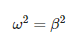 ω² = β²